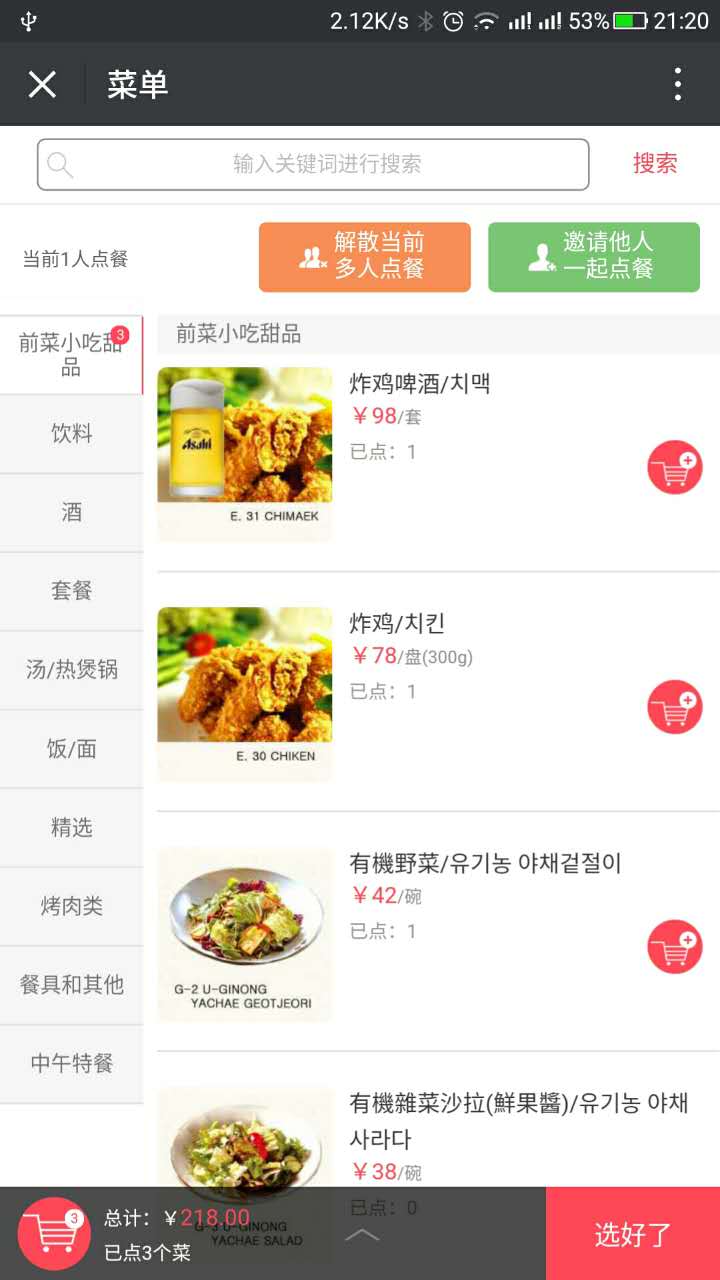 2.12K/s 53% 21:20
菜单
输入关键词进行搜索 搜索
当前1人点餐
解散当前
多人点餐
邀请他人
一起点餐
前菜小吃甜品
3
饮料
酒
套餐
汤/热煲锅
饭/面
精选
烤肉类
餐具和其他
中午特餐
前菜小吃甜品
Asahi
E. 31 CHIMAEK
炸鸡啤酒/치맥
￥98/套
已点：1
E. 30 CHIKEN
炸鸡/치킨
￥78/盘(300g)
已点：1
G-2 U-GINONG
YACHAE GEOTJEORI
有機野菜/유기농 야채겉절이
￥42/碗
已点：1
G-3 U-GINONG
YACHAE SALAD
有機雜菜沙拉(鮮果醬)/유기농 야채
사라다
￥38/碗
已点：0
3
总计：￥218.00
已点3个菜
选好了